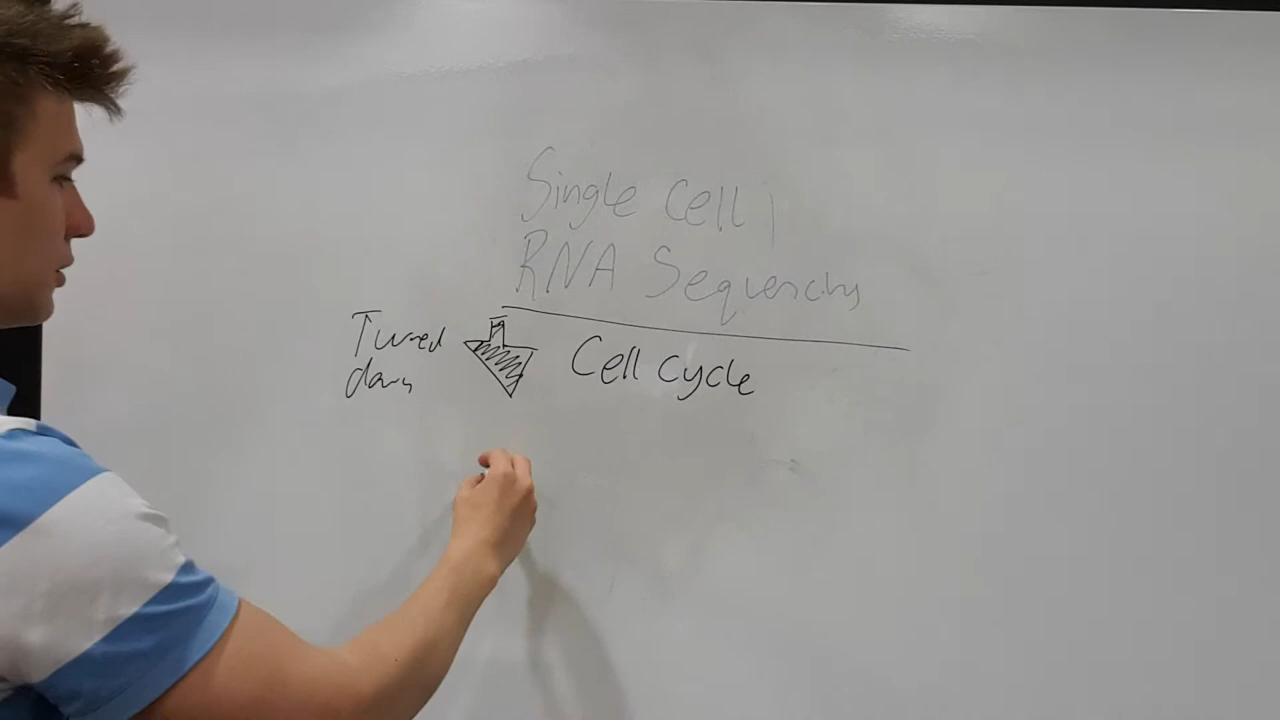 Single Cell
RNA Sequencing
Turned
down
Cell Cycle